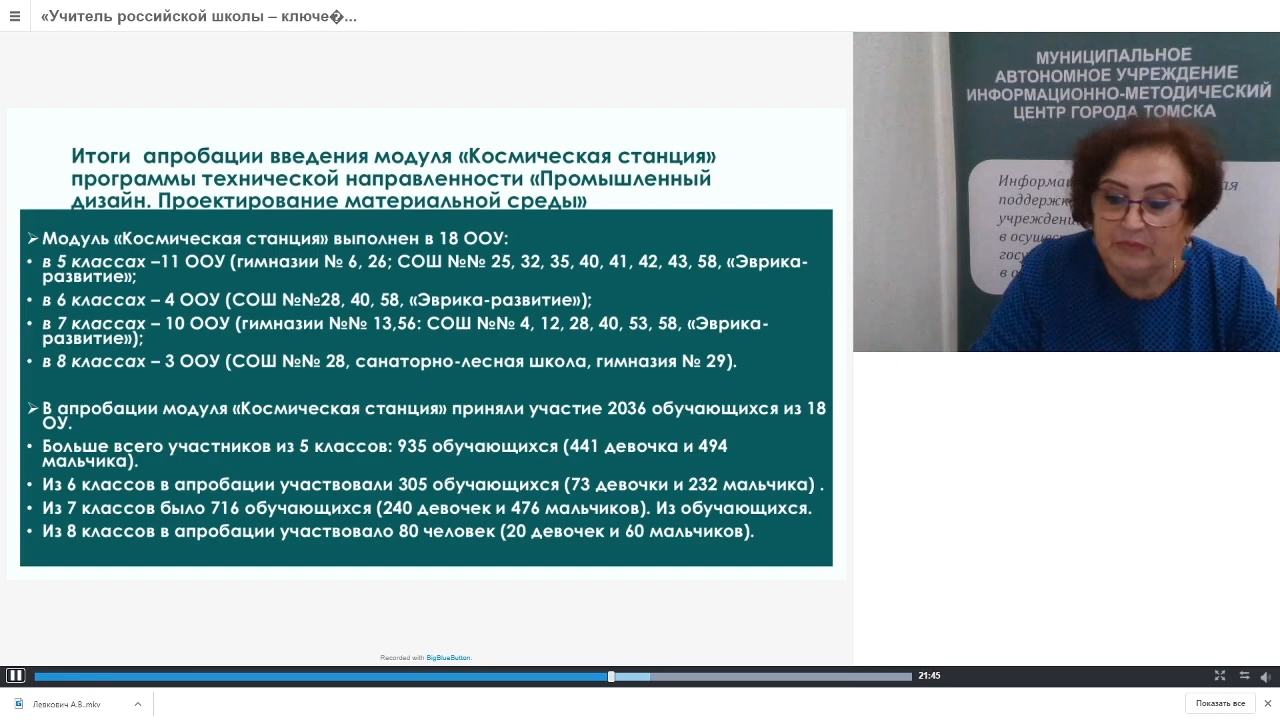 «Учитель российской школы – ключе�...
Итоги апробации введения модуля «Космическая станция»
программы технической направленности «Промышленный
дизайн. Проектирование материальной среды»
Модуль «Космическая станция» выполнен в 18 ООУ:
• в 5 классах –11 ООУ (гимназии № 6, 26; СОШ №№ 25, 32, 35, 40, 41, 42, 43, 58, «Эврика-
развитие»;
• в 6 классах – 4 ООУ (СОШ №№28, 40, 58, «Эврика-развитие»);
• в 7 классах – 10 ООУ (гимназии №№ 13,56: СОШ №№ 4, 12, 28, 40, 53, 58, «Эврика-
развитие»);
• в 8 классах – 3 ООУ (СОШ №№ 28, санаторно-лесная школа, гимназия № 29).
В апробации модуля «Космическая станция» приняли участие 2036 обучающихся из 18
ОУ.
• Больше всего участников из 5 классов: 935 обучающихся (441 девочка и 494
мальчика).
• Из 6 классов в апробации участвовали 305 обучающихся (73 девочки и 232 мальчика) .
• Из 7 классов было 716 обучающихся (240 девочек и 476 мальчиков). Из обучающихся.
• Из 8 классов в апробации участвовало 80 человек (20 девочек и 60 мальчиков).
МУНИЦИПАЛЬНОЕ
АВТОНОМНОЕ УЧРЕЖДЕНИЕ
ИНФОРМАЦИОННО-МЕТОДИЧЕСКИЙ
ЦЕНТР ГОРОДА ТОМСКА
Recorded with BigBlueButton.
21:45
Левкович А.В..mkv
Показать все